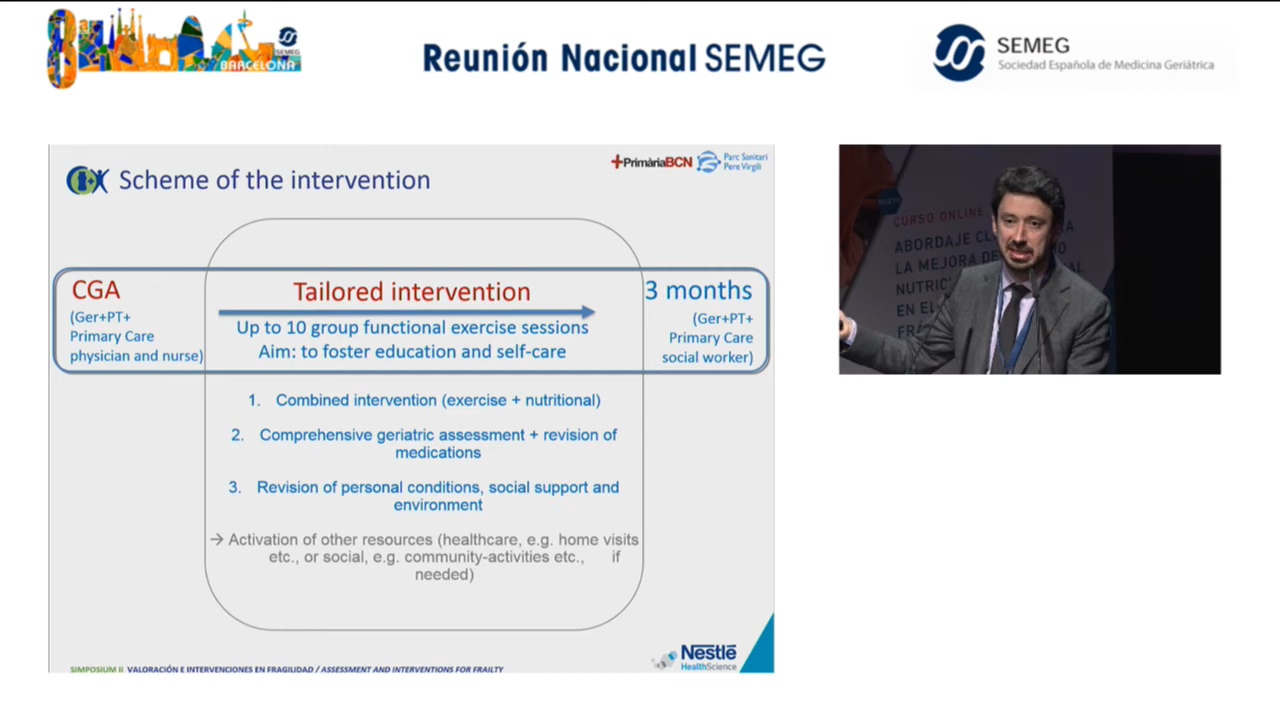 SEMEG
BARCELONA
Reunión Nacional SEMEG
SEMEG
Sociedad Española de Medicina Geriátrica
+PrimàriaBCN
Parc Sanitari
Pere Virgili
Scheme of the intervention
CGA
(Ger+PT+
Primary Care
physician and nurse)
Tailored intervention
Up to 10 group functional exercise sessions
Aim: to foster education and self-care
3 months
(Ger+PT+
Primary Care
social worker)
1. Combined intervention (exercise + nutritional)
2. Comprehensive geriatric assessment + revision of
medications
3. Revision of personal conditions, social support and
environment
→ Activation of other resources (healthcare, e.g. home visits
etc., or social, e.g. community-activities etp., if
needed)
SIMPOSIUM II VALORACIÓN E INTERVENCIONES EN FRAGILIDAD / ASSESSMENT AND INTERVENTIONS FOR FRAILTY
Nestlé
HealthScience
CURSO ONLINE
ABORDAJE
LA MEJORA
EN EL